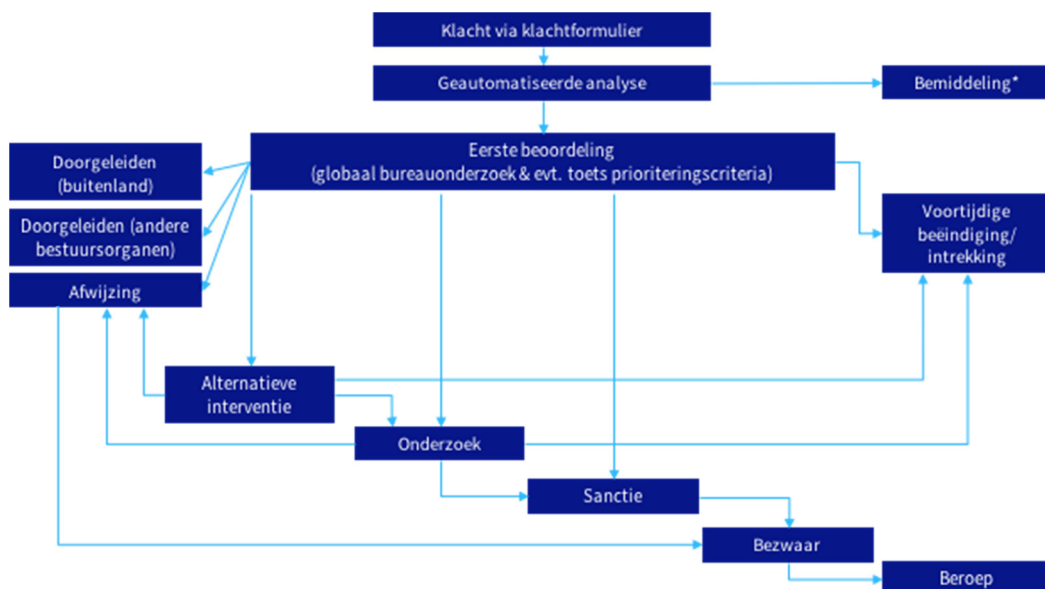 Klacht via klachtformulier
Geautomatiseerde analyse
Bemiddeling*
Eerste beoordeling
(globaal bureauonderzoek & evt. toets prioriteringscriteria)
Doorgeleiden
(buitenland)
Doorgeleiden (andere
bestuursorganen)
Afwijzing
Voortijdige
beëindiging/
intrekking
Alternatieve
interventie
Onderzoek
Sanctie
Bezwaar
Beroep